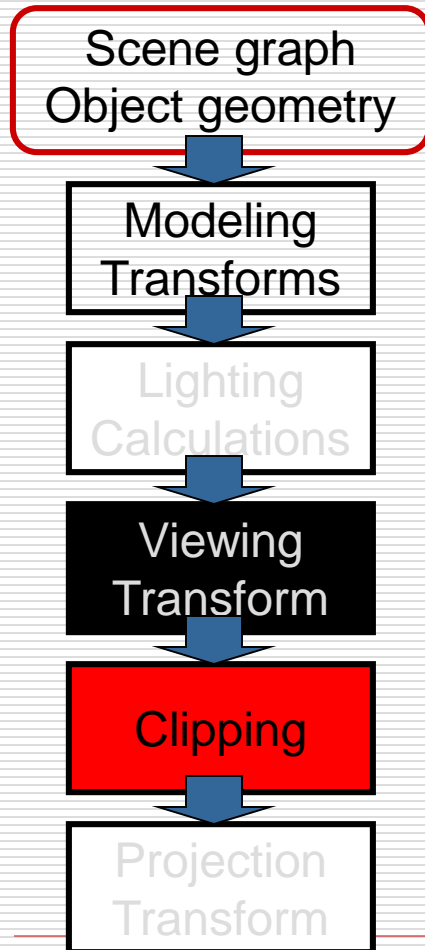 Scene graph
Object geometry
Modeling
Transforms
Lighting
Calculations
Viewing
Transform
Clipping
Projection
Transform